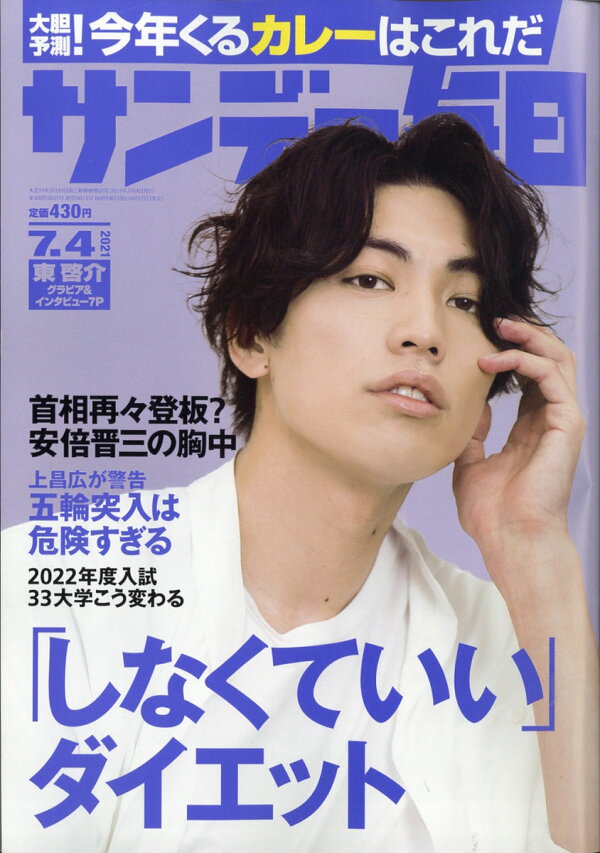 大胆予測!今年くるカレーはこれだ
サンデー毎日
定価430円
7.4
2021
東 啓介
グラビア&
インタビュー7P
首相再々登板?
安倍晋三の胸中
上昌広が警告
五輪突入は
危険すぎる
2022年度入試
33大学こう変わる
「しなくていい」
ダイエット